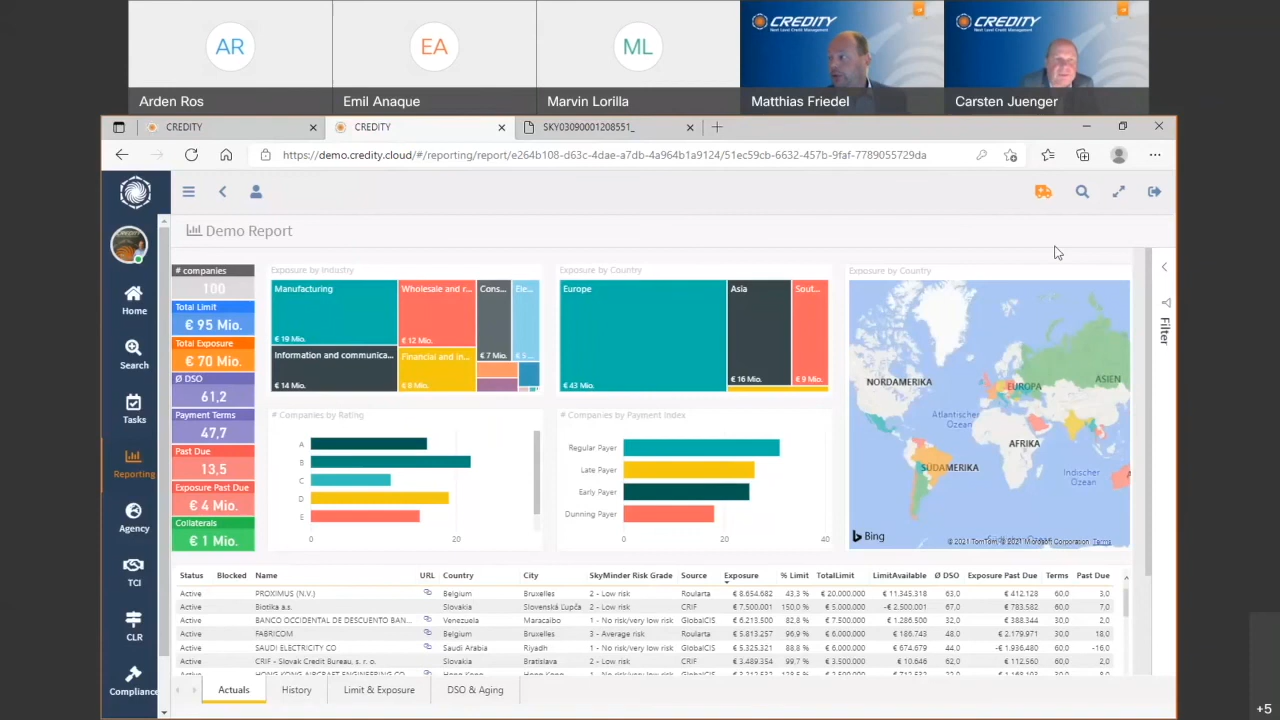 AR
EA
ML
CREDITY
Next Level Credit Management
CREDITY
Next Level Credit Management
Arden Ros
Emil Anaque
Marvin Lorilla
Matthias Friedel
Carsten Juenger
CREDITY
CREDITY
SKY03090001208551_
https://demo.credity.cloud/#/reporting/report/e264b108-d63c-4dae-a7db-4a964b1a9124/51ec59cb-6632-457b-9faf-7789055729da
Demo Report
Home
Search
Tasks
Reporting
Agency
TCI
CLR
Compliance
# companies
100
Total Limit
€ 95 Mio.
Total Exposure
€ 70 Mio.
Ø DSO
61,2
Payment Terms
47,7
Past Due
13,5
Exposure Past Due
€ 4 Mio.
Collaterals
€ 1 Mio.
Exposure by Industry
Manufacturing
€ 19 Mio.
Wholesale and r...
€ 12 Mio.
Cons...
€ 7 Mio.
Ele...
€ 5 ...
Information and communica...
€ 14 Mio.
Financial and in...
Exposure by Country
Europe
€ 43 Mio.
Asia
€ 16 Mio.
Sout...
€ 9 Mio.
Exposure by Country
NORDAMERIKA
EUROPA
ASIEN
Atlantischer
Ozean
AFRIKA
SÜDAMERIKA
Indischer
Ozean
Bing
© 2021 TomTom, © 2021 Microsoft Corporation Terms
Filter
# Companies by Rating
A
B
C
D
E
0 20
# Companies by Payment Index
Regular Payer
Late Payer
Early Payer
Dunning Payer
0 20 40
Status Blocked Name URL Country City SkyMinder Risk Grade Source Exposure % Limit TotalLimit LimitAvailable Ø DSO Exposure Past Due Terms Past Due
Active PROXIMUS (N.V.) Belgium Bruxelles 2 - Low risk Roularta € 8.654.682 43,3 % € 20.000.000 € 11.345.318 63,0 € 412.128 60,0 3,0
Active Biotika a.s. Slovakia Slovenská Ľupča 2 - Low risk CRIF € 7.500.001 150,0 % € 5.000.000 -€ 2.500.001 67,0 € 783.582 60,0 7,0
Active BANCO OCCIDENTAL DE DESCUENTO BAN... Venezuela Maracaibo 1 - No risk/very low risk GlobalCIS € 6.213.500 82,8 % € 7.500.000 € 1.286.500 32,0 € 388.344 30,0 2,0
Active FABRICOM Belgium Bruxelles 3 - Average risk Roularta € 5.813.257 96,9 % € 6.000.000 € 186.743 48,0 € 2.179.971 30,0 18,0
Active SAUDI ELECTRICITY CO Saudi Arabia Riyadh 1 - No risk/very low risk GlobalCIS € 5.325.321 88,8 % € 6.000.000 € 674.679 44,0 -€ 1.936.480 60,0 -16,0
Active CRIF - Slovak Credit Bureau, s. r. o. Slovakia Bratislava 2 - Low risk CRIF € 3.489.354 99,7 % € 3.500.000 € 10.646 62,0 € 112.560 60,0 2,0
Actuals
History
Limit & Exposure
DSO & Aging
+5